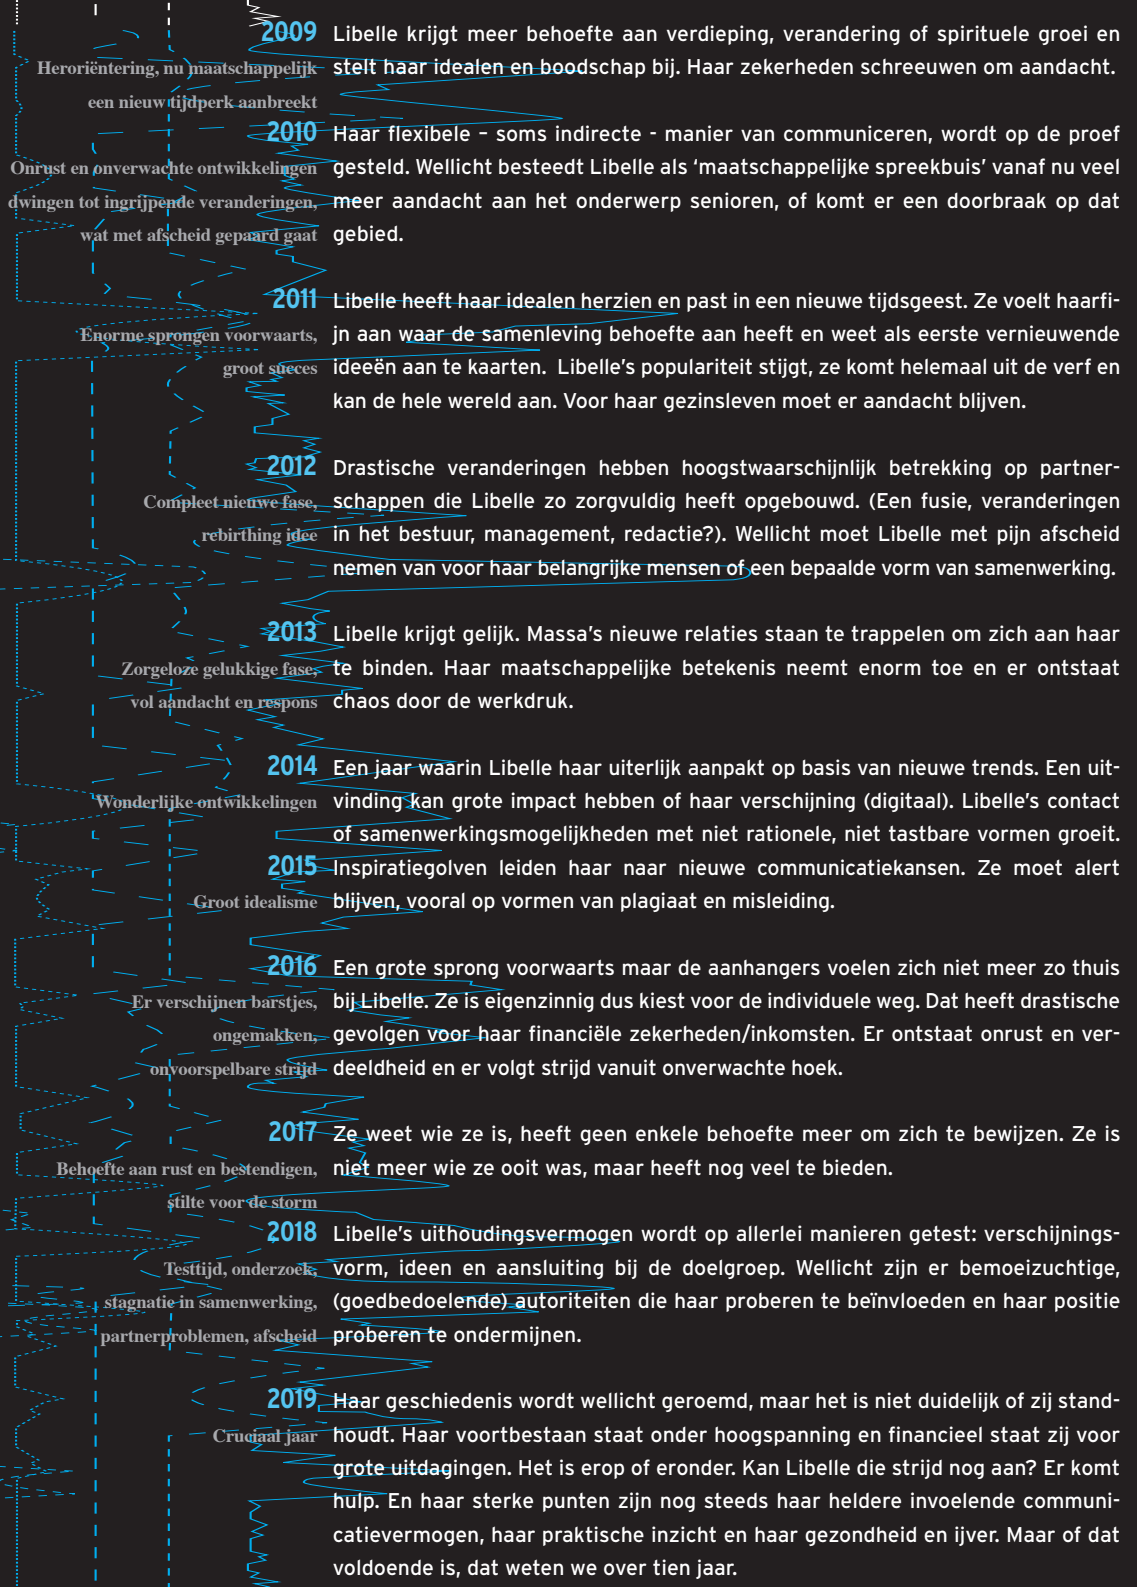 2009 Libelle krijgt meer behoefte aan verdieping, verandering of spirituele groei en
Heroriëntering, nu maatschappelijk stelt haar idealen en boodschap bij. Haar zekerheden schreeuwen om aandacht.
een nieuw tijdperk aanbreekt
2010 Haar flexibele – soms indirecte - manier van communiceren, wordt op de proef
Onrust en onverwachte ontwikkelingen gesteld. Wellicht besteedt Libelle als ‘maatschappelijke spreekbuis’ vanaf nu veel
dwingen tot ingrijpende veranderingen, meer aandacht aan het onderwerp senioren, of komt er een doorbraak op dat
wat met afscheid gepaard gaat gebied.
2011 Libelle heeft haar idealen herzien en past in een nieuwe tijdsgeest. Ze voelt haarfi-
Enorme sprongen voorwaarts, jn aan waar de samenleving behoefte aan heeft en weet als eerste vernieuwende
groot succes ideeën aan te kaarten. Libelle’s populariteit stijgt, ze komt helemaal uit de verf en
kan de hele wereld aan. Voor haar gezinsleven moet er aandacht blijven.
2012 Drastische veranderingen hebben hoogstwaarschijnlijk betrekking op partner-
Compleet nieuwe fase, schappen die Libelle zo zorgvuldig heeft opgebouwd. (Een fusie, veranderingen
rebirthing idee in het bestuur, management, redactie?). Wellicht moet Libelle met pijn afscheid
nemen van voor haar belangrijke mensen of een bepaalde vorm van samenwerking.
2013 Libelle krijgt gelijk. Massa’s nieuwe relaties staan te trappelen om zich aan haar
Zorgeloze gelukkige fase, te binden. Haar maatschappelijke betekenis neemt enorm toe en er ontstaat
vol aandacht en respons chaos door de werkdruk.
2014 Een jaar waarin Libelle haar uiterlijk aanpakt op basis van nieuwe trends. Een uit-
Wonderlijke ontwikkelingen vinding kan grote impact hebben of haar verschijning (digitaal). Libelle’s contact
of samenwerkingsmogelijkheden met niet rationele, niet tastbare vormen groeit.
2015 Inspiratiegolven leiden haar naar nieuwe communicatiekansen. Ze moet alert
Groot idealisme blijven, vooral op vormen van plagiaat en misleiding.
2016 Een grote sprong voorwaarts maar de aanhangers voelen zich niet meer zo thuis
Er verschijnen barstjes, bij Libelle. Ze is eigenzinnig dus kiest voor de individuele weg. Dat heeft drastische
ongemakken, gevolgen voor haar financiële zekerheden/inkomsten. Er ontstaat onrust en ver-
onvoorspelbare strijd deeldheid en er volgt strijd vanuit onverwachte hoek.
2017 Ze weet wie ze is, heeft geen enkele behoefte meer om zich te bewijzen. Ze is
Behoefte aan rust en bestendigen, niet meer wie ze ooit was, maar heeft nog veel te bieden.
stilte voor de storm
2018 Libelle’s uithoudingsvermogen wordt op allerlei manieren getest: verschijnings-
Testtijd, onderzoek, vorm, ideen en aansluiting bij de doelgroep. Wellicht zijn er bemoeizuchtige,
stagnatie in samenwerking, (goedbedoelende) autoriteiten die haar proberen te beïnvloeden en haar positie
partnerproblemen, afscheid proberen te ondermijnen.
2019 Haar geschiedenis wordt wellicht geroemd, maar het is niet duidelijk of zij stand-
Cruciaal jaar houdt. Haar voortbestaan staat onder hoogspanning en financieel staat zij voor
grote uitdagingen. Het is erop of eronder. Kan Libelle die strijd nog aan? Er komt
hulp. En haar sterke punten zijn nog steeds haar heldere invoelende communi-
catievermogen, haar praktische inzicht en haar gezondheid en ijver. Maar of dat
voldoende is, dat weten we over tien jaar.